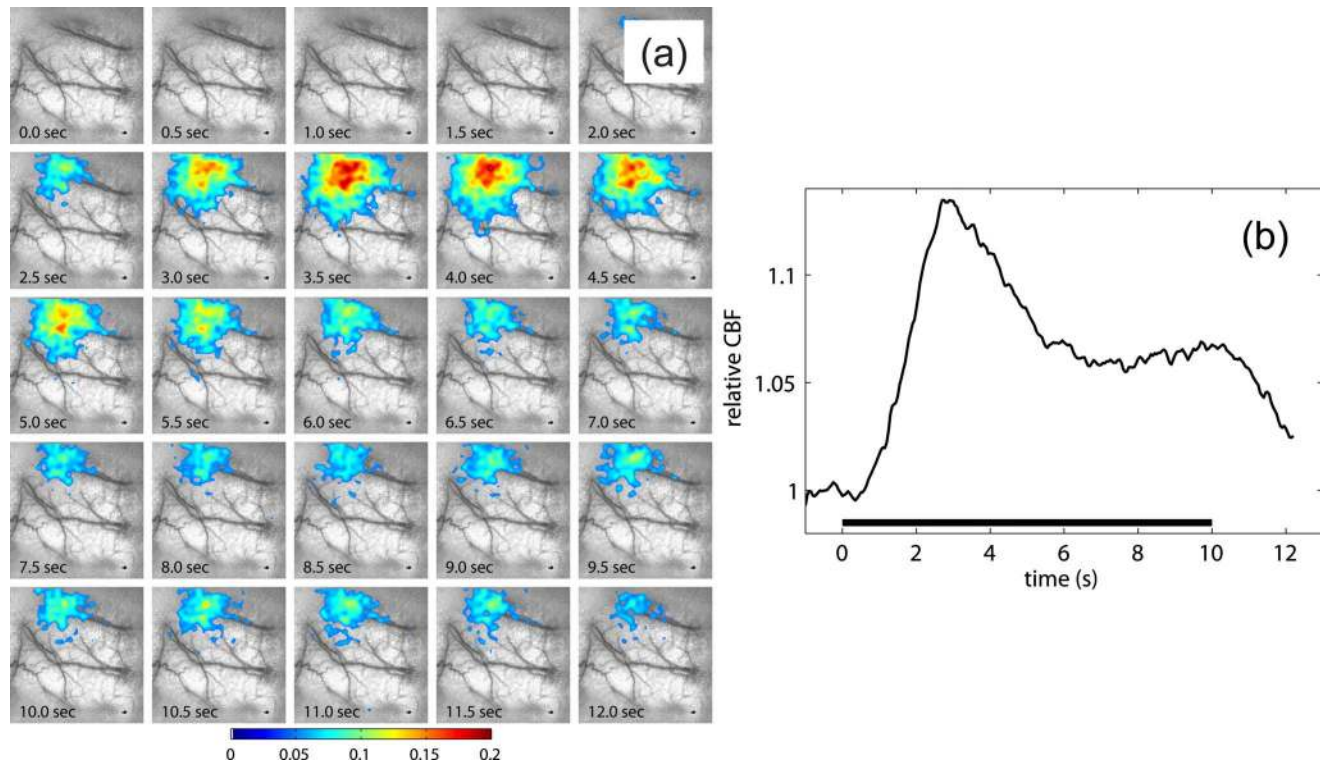 (a)
0.0 sec 0.5 sec 1.0 sec 1.5 sec 2.0 sec
2.5 sec 3.0 sec 3.5 sec 4.0 sec 4.5 sec
5.0 sec 5.5 sec 6.0 sec 6.5 sec 7.0 sec
7.5 sec 8.0 sec 8.5 sec 9.0 sec 9.5 sec
10.0 sec 10.5 sec 11.0 sec 11.5 sec 12.0 sec
0 0.05 0.1 0.15 0.2
(b)
relative CBF
1.1
1.05
1
0 2 4 6 8 10 12
time (s)